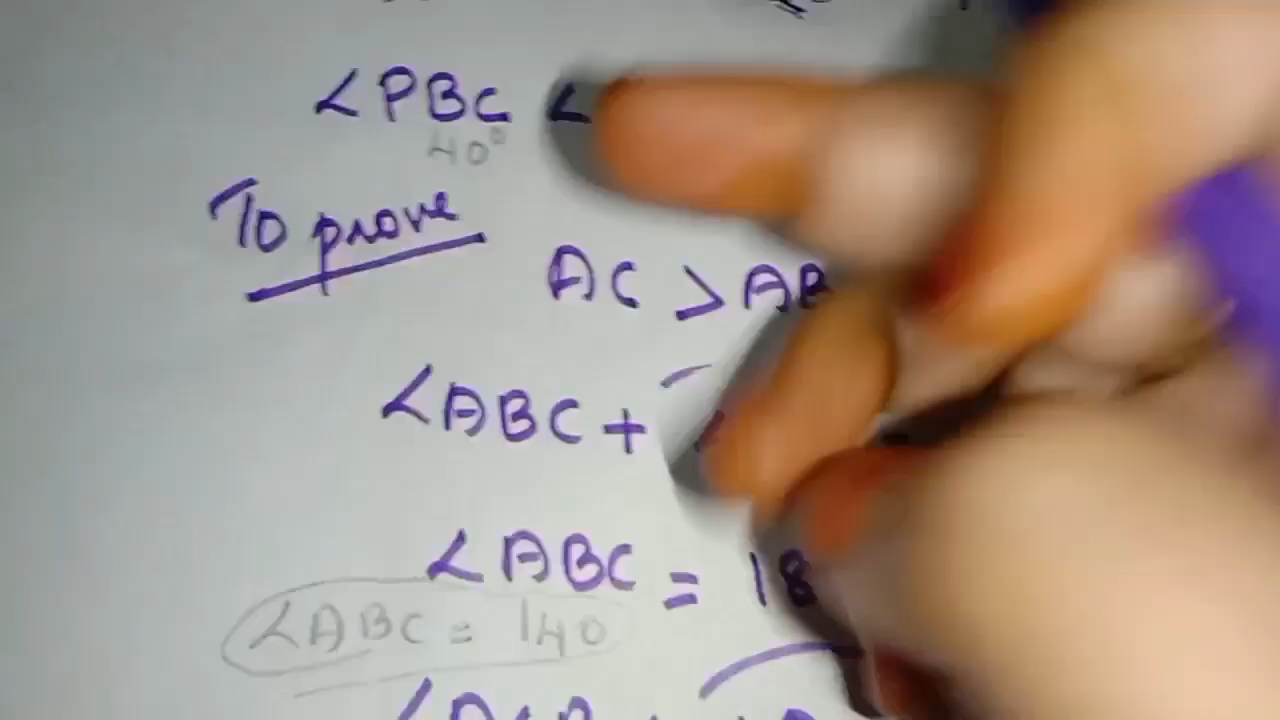 ∠PBC <
40°
To prove
AC > AB
∠ABC +
∠ABC = 18
∠ABC = 140